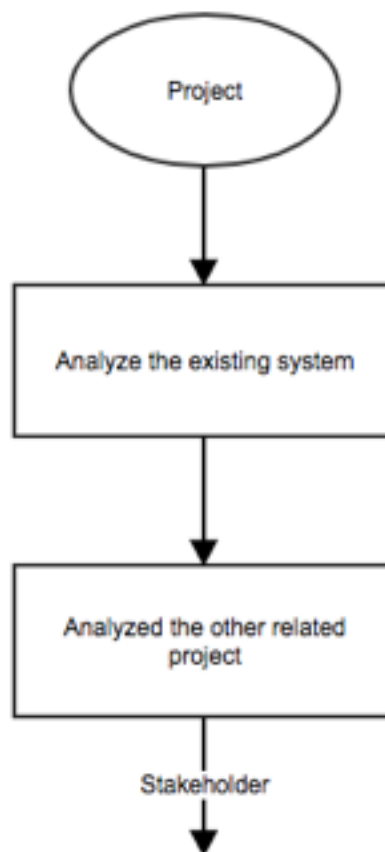 Project
Analyze the existing system
Analyzed the other related
project
Stakeholder